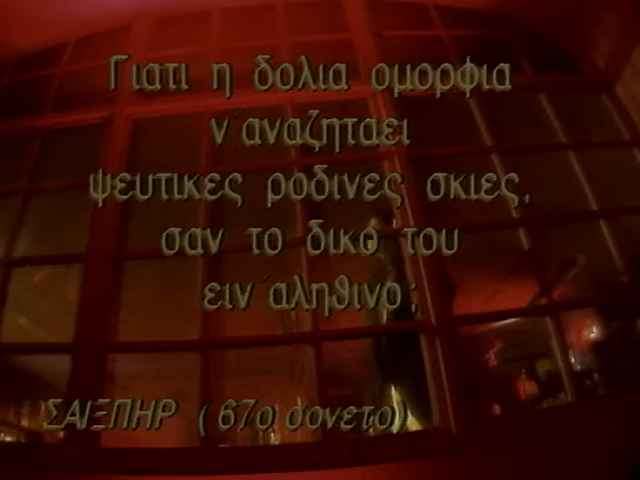 Γιατι η δολια ομορφια
ν΄αναζηταει
ψευτικες ροδινες σκιες,
σαν το δικο του
ειν΄αληθινο;
ΣΑΙΞΠΗΡ ( 67ο σονετο)